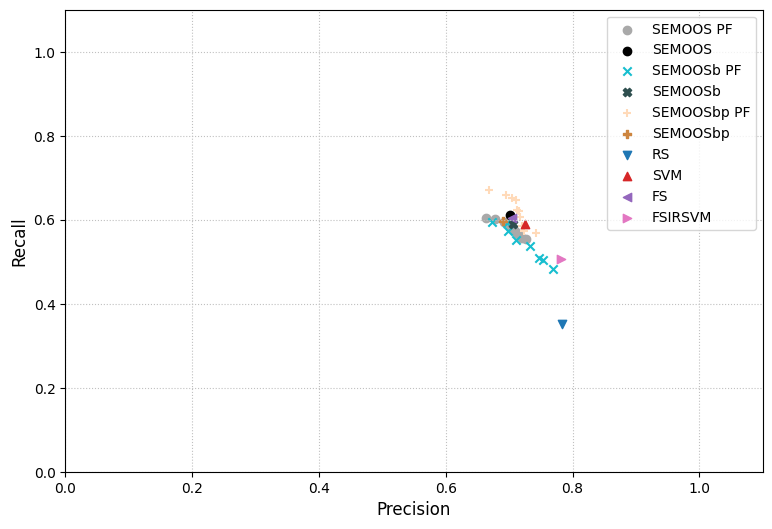 1.0
0.8
0.6
0.4
0.2
0.0
Recall
0.0 0.2 0.4 0.6 0.8 1.0
Precision
SEMOOS PF
SEMOOS
SEMOOSb PF
SEMOOSb
SEMOOSbp PF
SEMOOSbp
RS
SVM
FS
FSIRSVM